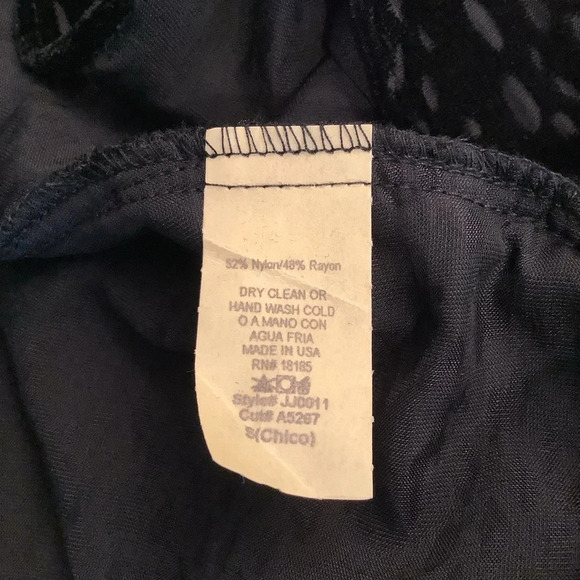 52% Nylon/48% Rayon
DRY CLEAN OR
HAND WASH COLD
O A MANO CON
AGUA FRIA
MADE IN USA
RN# 18185
Style# JJ0011
Cut# A5267
S(Chico)